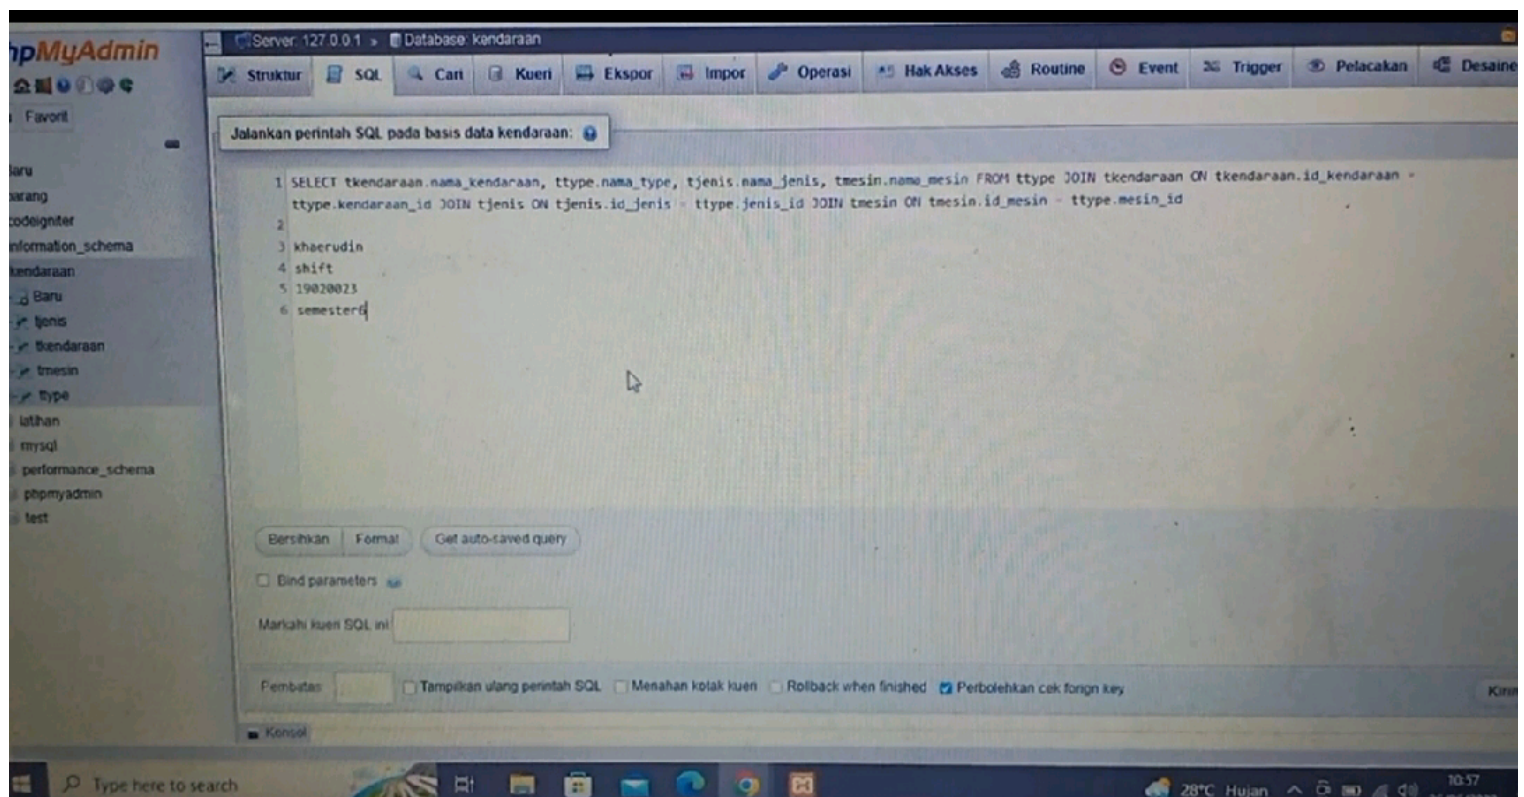 hpMyAdmin
Server: 127.0.0.1 » Database: kendaraan
Struktur SQL Cari Kueri Ekspor Impor Operasi Hak Akses Routine Event Trigger Pelacakan Desaine
Favorit
Jalankan perintah SQL pada basis data kendaraan:
Baru
barang
codeigniter
information_schema
kendaraan
Baru
tjenis
tkendaraan
tmesin
ttype
latihan
mysql
performance_schema
phpmyadmin
test
1 SELECT tkendaraan.nama_kendaraan, ttype.nama_type, tjenis.nama_jenis, tmesin.nama_mesin FROM ttype JOIN tkendaraan ON tkendaraan.id_kendaraan =
ttype.kendaraan_id JOIN tjenis ON tjenis.id_jenis = ttype.jenis_id JOIN tmesin ON tmesin.id_mesin = ttype.mesin_id
2
3 khaerudin
4 shift
5 19020023
6 semester6
Bersihkan Format Get auto-saved query
Bind parameters
Markahi kueri SQL ini:
Pembatas Tampilkan ulang perintah SQL Menahan kotak kueri Rollback when finished Perbolehkan cek forign key
Konsol
Type here to search
28°C Hujan
10:57